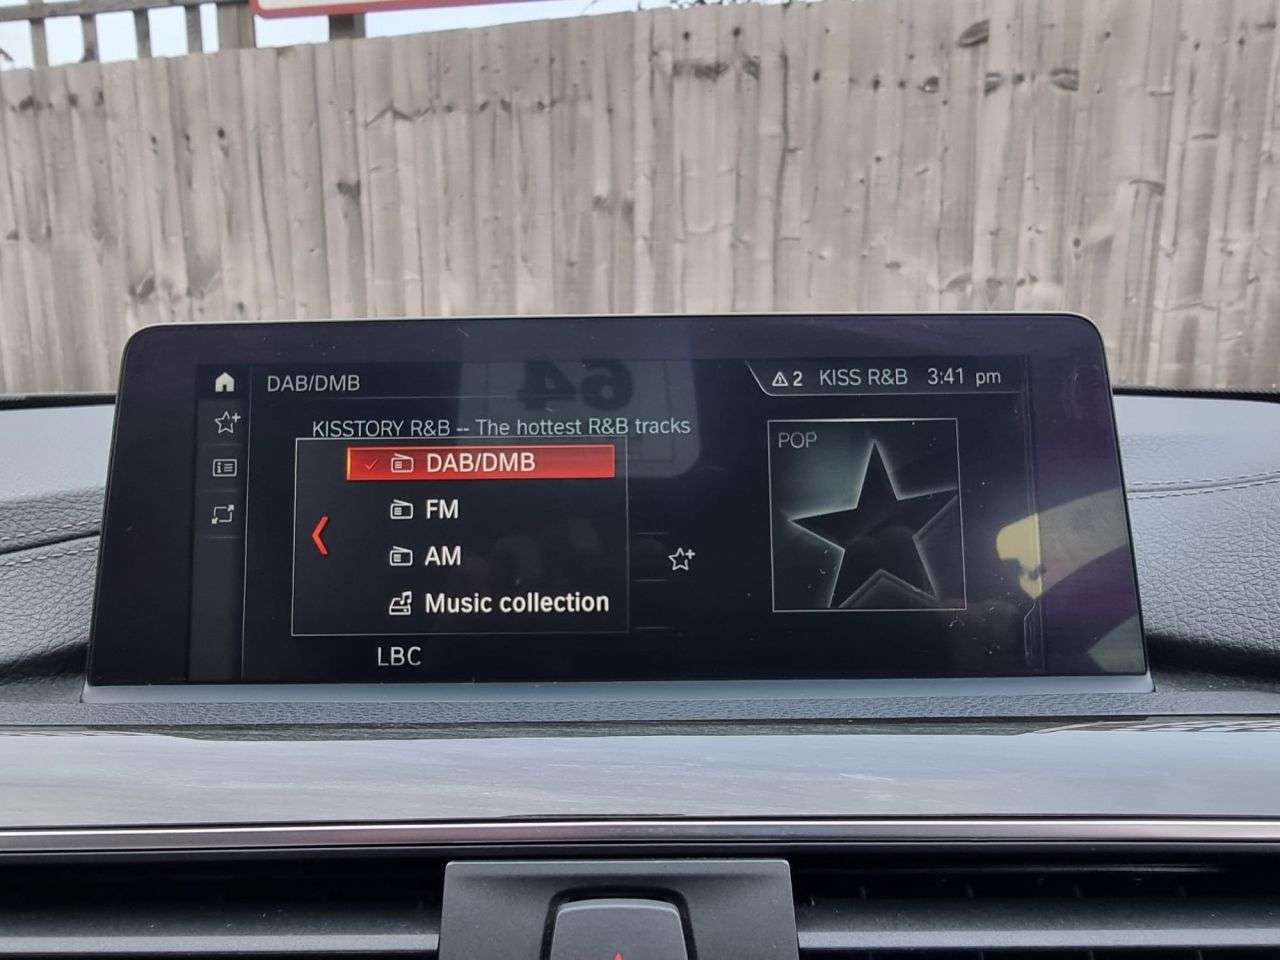 DAB/DMB
2 KISS R&B 3:41 pm
KISSTORY R&B -- The hottest R&B tracks
POP
DAB/DMB
FM
AM
Music collection
LBC
64